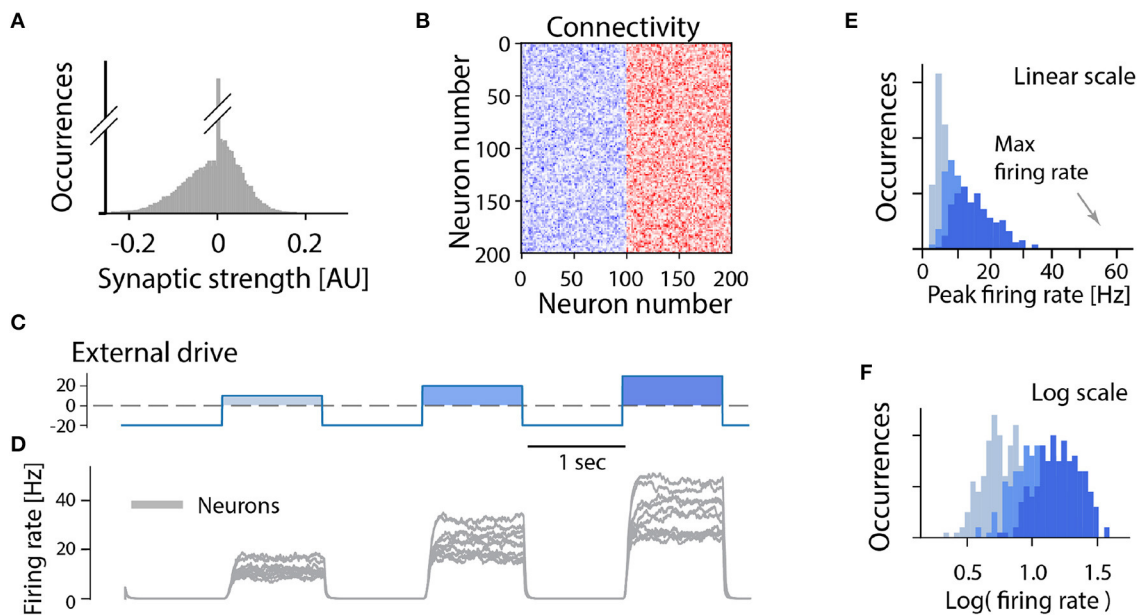 A
Occurrences
-0.2
0
0.2
Synaptic strength [AU]
B
Connectivity
Neuron number
0
50
100
150
200
0
50
100
150
200
Neuron number
C
External drive
20
0
-20
1 sec
D
Firing rate [Hz]
40
20
0
Neurons
E
Linear scale
Max
firing rate
Occurrences
0
20
40
60
Peak firing rate [Hz]
F
Log scale
Occurrences
0.5
1.0
1.5
Log( firing rate )